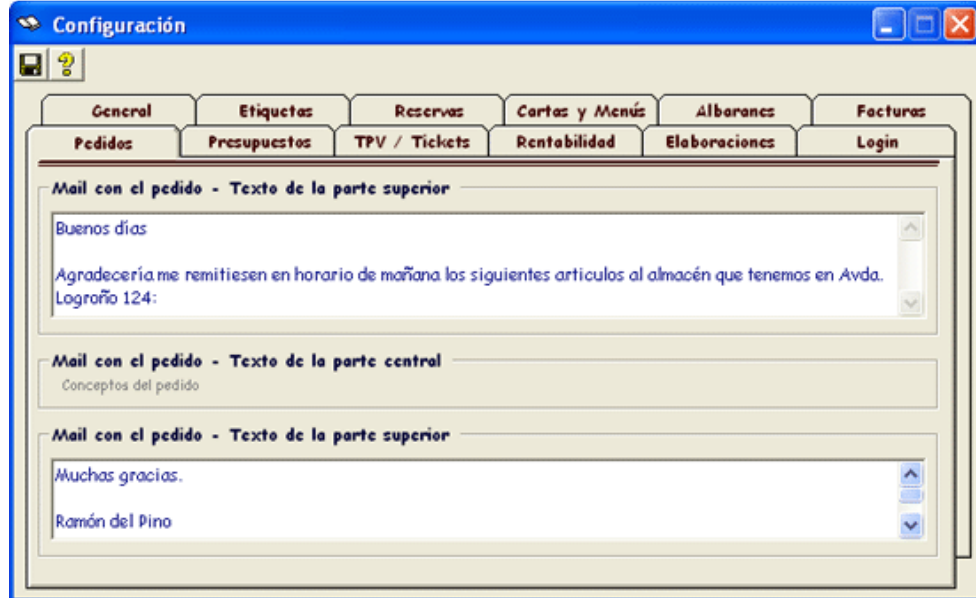 Configuración
General Etiquetas Reservas Cartas y Menús Albaranes Facturas
Pedidos Presupuestos TPV / Tickets Rentabilidad Elaboraciones Login
Mail con el pedido - Texto de la parte superior
Buenos días
Agradecería me remitiesen en horario de mañana los siguientes articulos al almacén que tenemos en Avda.
Logroño 124:
Mail con el pedido - Texto de la parte central
Conceptos del pedido
Mail con el pedido - Texto de la parte superior
Muchas gracias.
Ramón del Pino